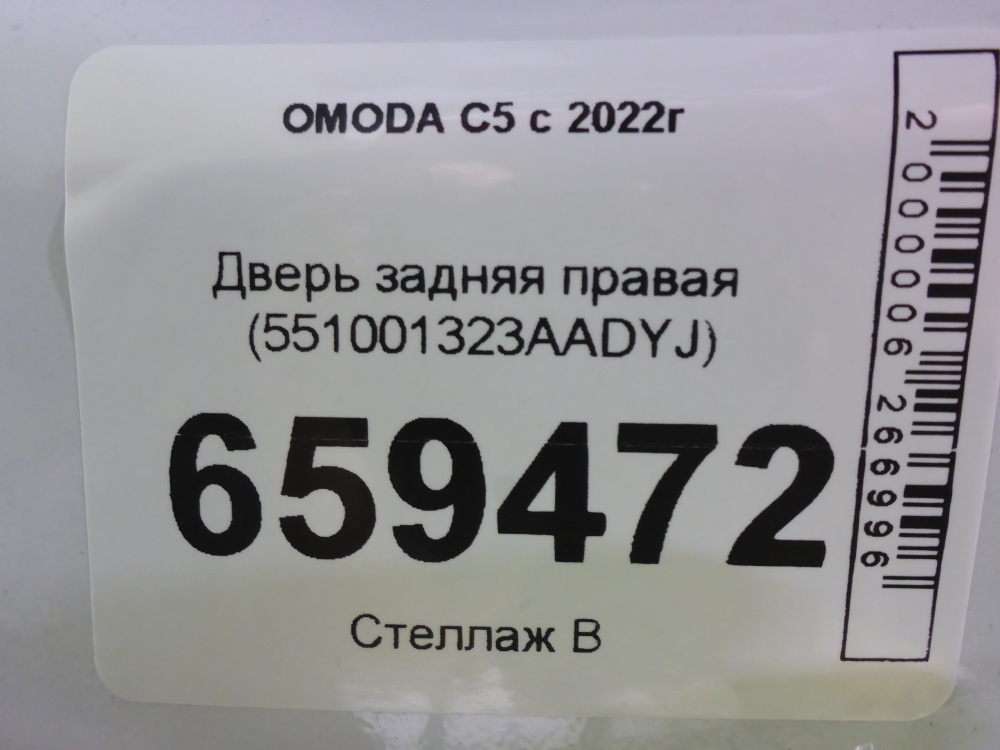 OMODA C5 с 2022г
Дверь задняя правая
(551001323AADYJ)
659472
Стеллаж В
2000006266996